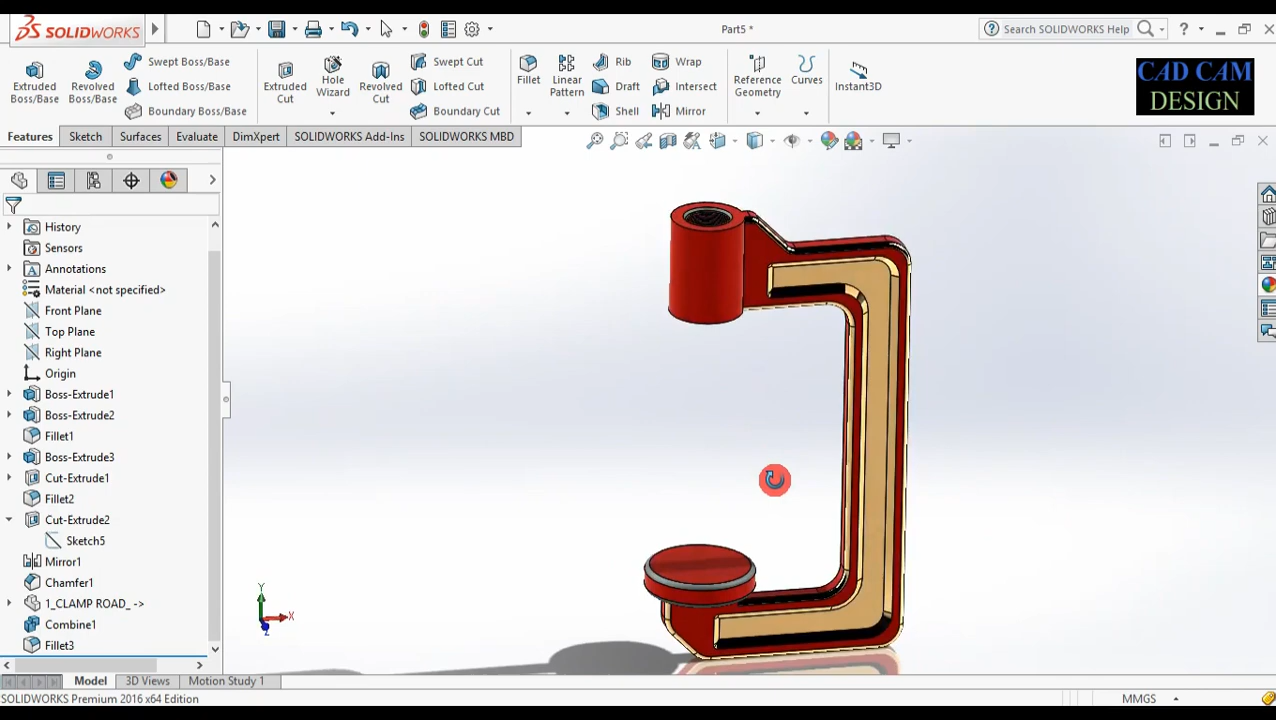 SOLIDWORKS
Part5 *
Search SOLIDWORKS Help
?
Extruded Boss/Base
Revolved Boss/Base
Swept Boss/Base
Lofted Boss/Base
Boundary Boss/Base
Extruded Cut
Hole Wizard
Revolved Cut
Swept Cut
Lofted Cut
Boundary Cut
Fillet
Linear Pattern
Rib
Draft
Shell
Wrap
Intersect
Mirror
Reference Geometry
Curves
Instant3D
CAD CAM
DESIGN
Features
Sketch
Surfaces
Evaluate
DimXpert
SOLIDWORKS Add-Ins
SOLIDWORKS MBD
History
Sensors
Annotations
Material <not specified>
Front Plane
Top Plane
Right Plane
Origin
Boss-Extrude1
Boss-Extrude2
Fillet1
Boss-Extrude3
Cut-Extrude1
Fillet2
Cut-Extrude2
Sketch5
Mirror1
Chamfer1
1_CLAMP ROAD_ ->
Combine1
Fillet3
Y
X
Z
Model
3D Views
Motion Study 1
SOLIDWORKS Premium 2016 x64 Edition
MMGS